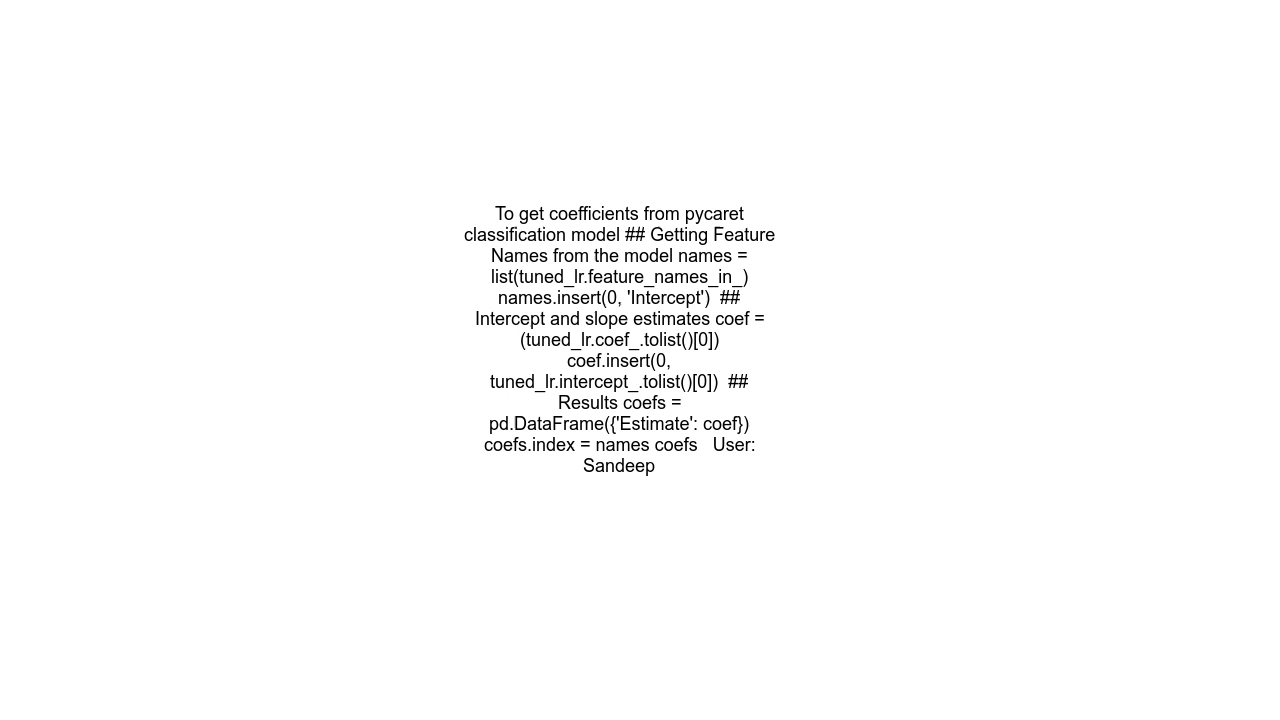 To get coefficients from pycaret
classification model ## Getting Feature
Names from the model names =
list(tuned_lr.feature_names_in_)
names.insert(0, 'Intercept')  ##
Intercept and slope estimates coef =
(tuned_lr.coef_.tolist()[0])
coef.insert(0,
tuned_lr.intercept_.tolist()[0])  ##
Results coefs =
pd.DataFrame({'Estimate': coef})
coefs.index = names coefs   User:
Sandeep